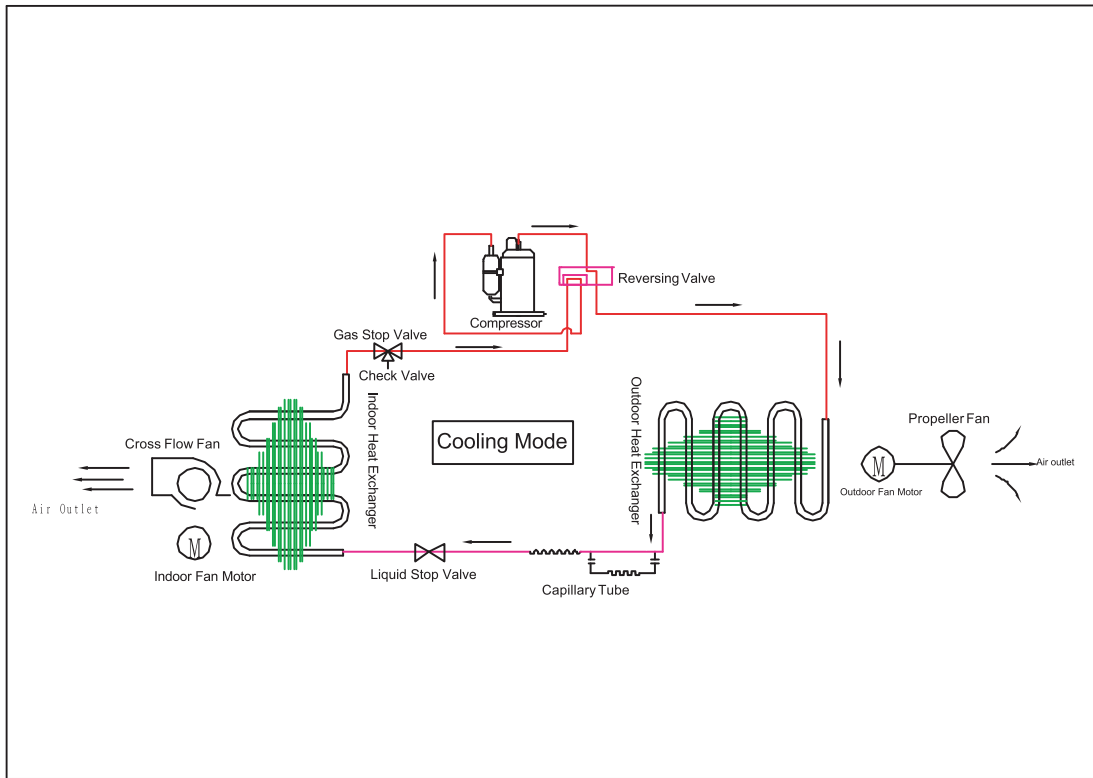 Reversing Valve
Compressor
Gas Stop Valve
Check Valve
Indoor Heat Exchanger
Outdoor Heat Exchanger
Cooling Mode
Propeller Fan
Cross Flow Fan
M
Air outlet
Outdoor Fan Motor
Air Outlet
M
Indoor Fan Motor
Liquid Stop Valve
Capillary Tube